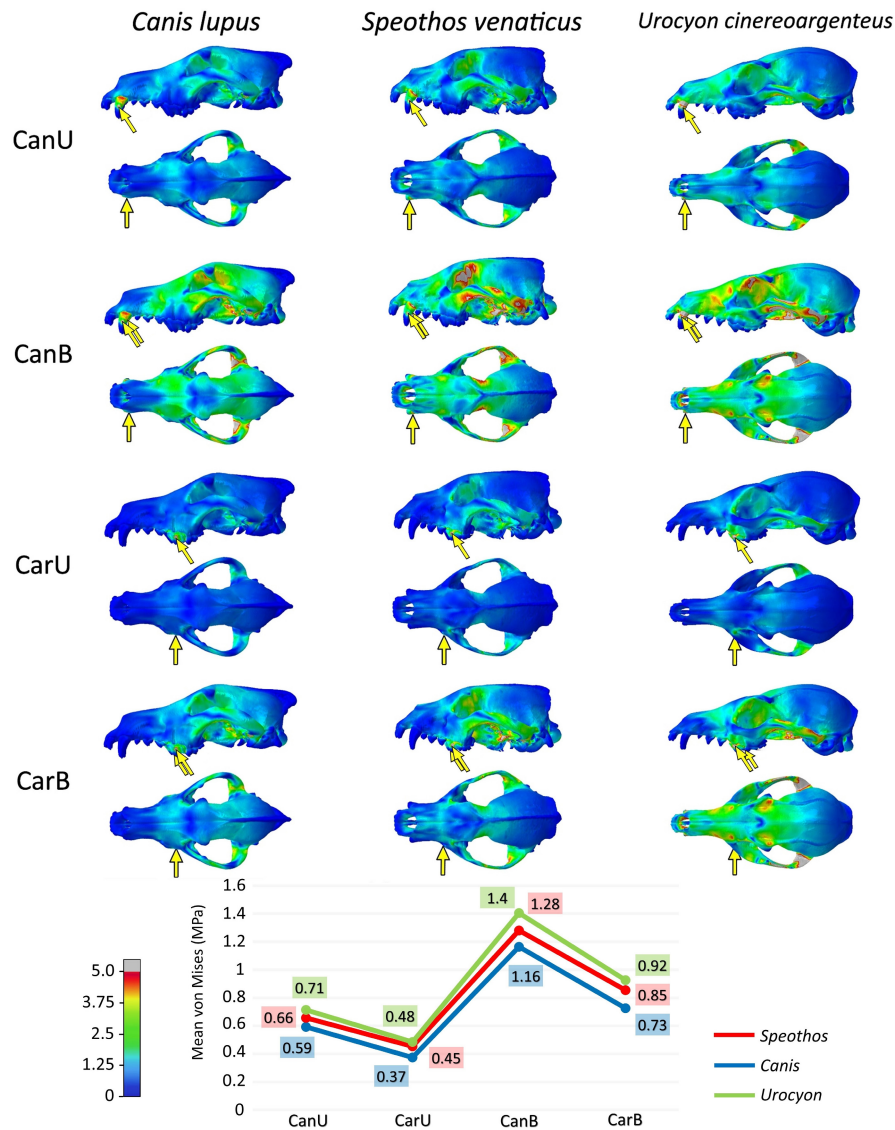 Canis lupus
Speothos venaticus
Urocyon cinereoargenteus
CanU
CanB
CarU
CarB
5.0
3.75
2.5
1.25
0
Mean von Mises (MPa)
1.6
1.4
1.2
1
0.8
0.6
0.4
0.2
0
0.71
0.66
0.59
0.48
0.45
0.37
1.4
1.28
1.16
0.92
0.85
0.73
CanU
CarU
CanB
CarB
Speothos
Canis
Urocyon